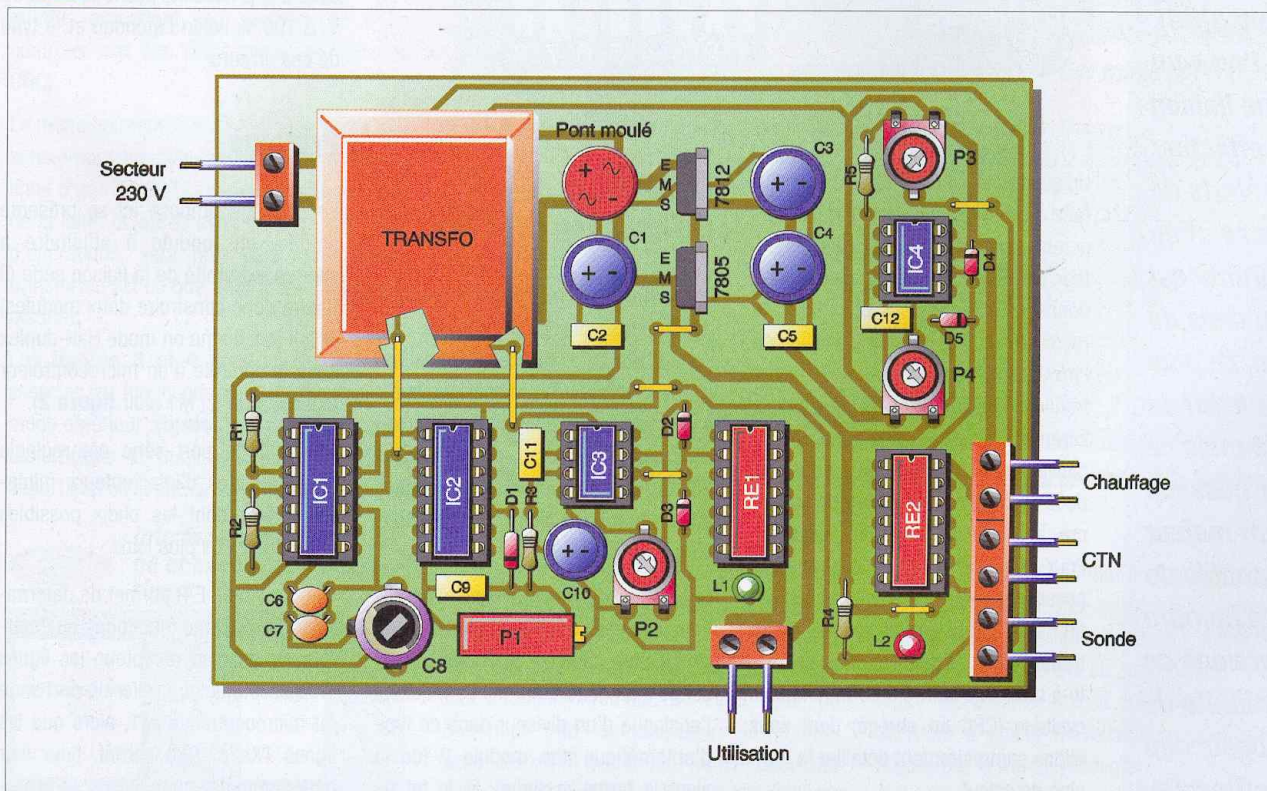 Pont moulé
Secteur
230 V
TRANSFO
+
~
~
-
E
M
S
7812
C3
+ -
P3
R5
C1
+ -
E
M
S
7805
C4
+ -
IC4
D4
C2
C5
C12
D5
P4
R1
R2
IC1
IC2
C11
D1
R3
IC3
D2
D3
RE1
RE2
Chauffage
CTN
Sonde
C6
C7
C8
C9
P1
+ -
C10
P2
L1
R4
L2
Utilisation